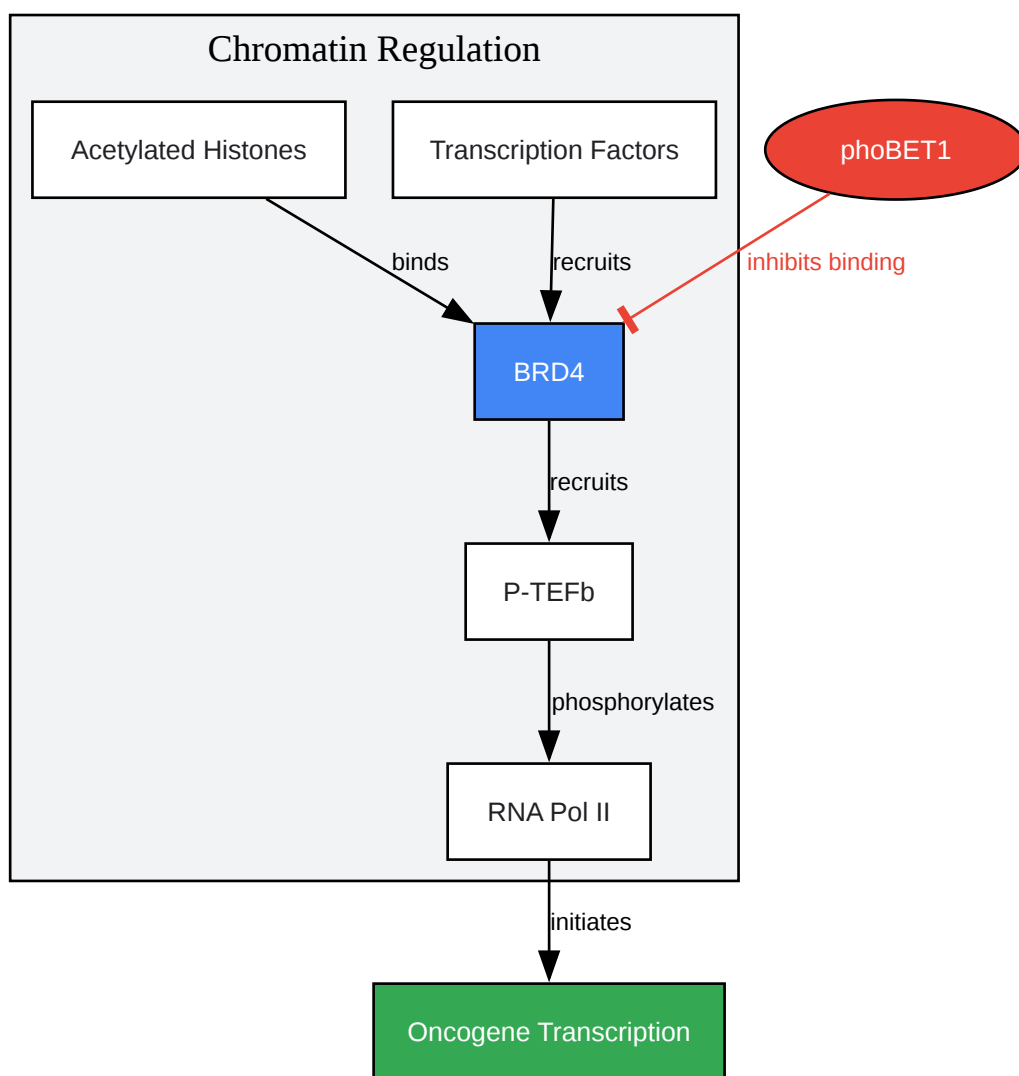 Chromatin Regulation
Acetylated Histones
Transcription Factors
phoBET1
binds
recruits
inhibits binding
BRD4
recruits
P-TEFb
phosphorylates
RNA Pol II
initiates
Oncogene Transcription